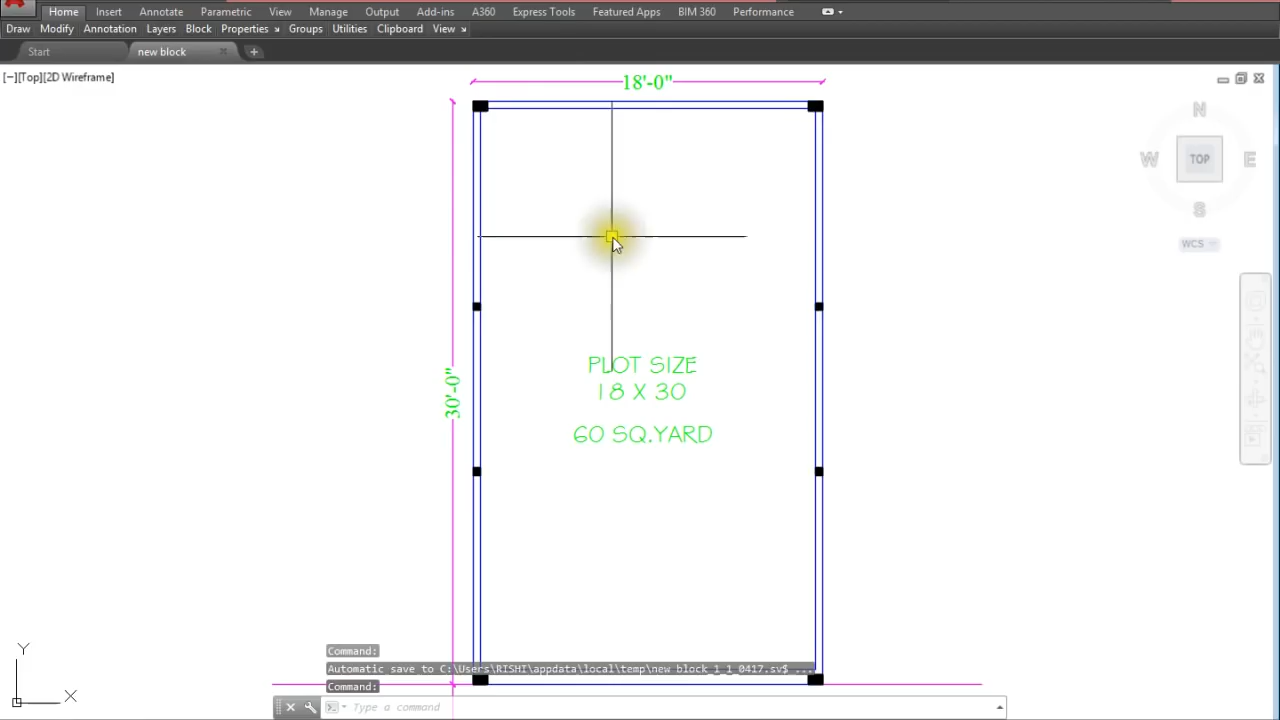 Home Insert Annotate Parametric View Manage Output Add-ins A360 Express Tools Featured Apps BIM 360 Performance
Draw Modify Annotation Layers Block Properties Groups Utilities Clipboard View
Start new block
[−][Top][2D Wireframe]
18'-0"
N
W TOP E
S
WCS
30'-0"
PLOT SIZE
18 X 30
60 SQ.YARD
Command:
Automatic save to C:\Users\RISHI\appdata\local\temp\new block_1_1_0417.sv$ ...
Command:
Type a command
Y
X